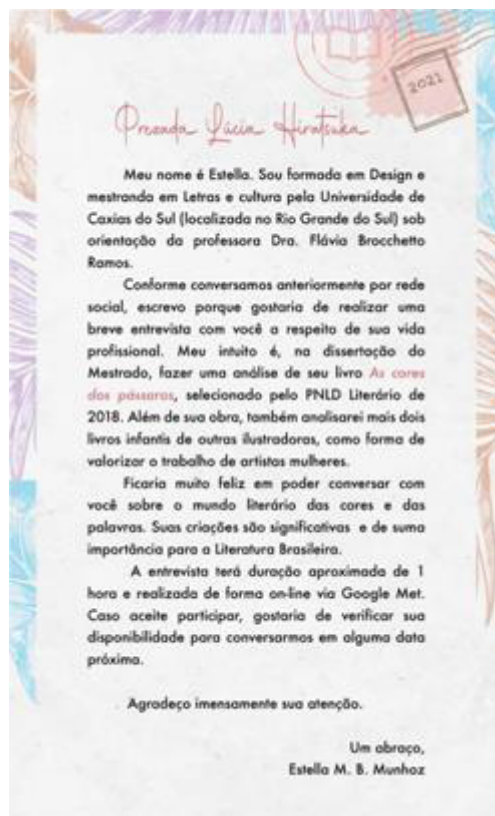 2021
Prezada Lúcia Hiratsuka
Meu nome é Estella. Sou formada em Design e
mestranda em Letras e cultura pela Universidade de
Caxias do Sul (localizada no Rio Grande do Sul) sob
orientação da professora Dra. Flávia Brocchetto
Ramos.
Conforme conversamos anteriormente por rede
social, escrevo porque gostaria de realizar uma
breve entrevista com você a respeito de sua vida
profissional. Meu intuito é, na dissertação do
Mestrado, fazer uma análise de seu livro As cores
dos pássaros, selecionado pelo PNLD Literário de
2018. Além de sua obra, também analisarei mais dois
livros infantis de outras ilustradoras, como forma de
valorizar o trabalho de artistas mulheres.
Ficaria muito feliz em poder conversar com
você sobre o mundo literário das cores e das
palavras. Suas criações são significativas e de suma
importância para a Literatura Brasileira.
A entrevista terá duração aproximada de 1
hora e realizada de forma on-line via Google Met.
Caso aceite participar, gostaria de verificar sua
disponibilidade para conversarmos em alguma data
próxima.
Agradeço imensamente sua atenção.
Um abraço,
Estella M. B. Munhoz